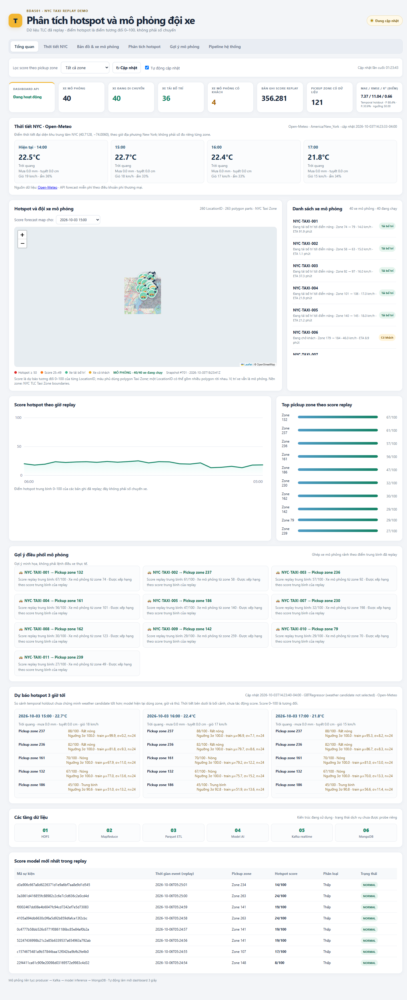 BDA501 · NYC TAXI REPLAY DEMO
T
Phân tích hotspot và mô phỏng đội xe
Dữ liệu TLC đã replay · điểm hotspot là điểm tương đối 0–100, không phải số chuyến
Đang cập nhật
Tổng quan
Thời tiết NYC
Bản đồ & xe mô phỏng
Phân tích hotspot
Gợi ý mô phỏng
Pipeline hệ thống
Lọc score theo pickup zone
Tất cả zone
↻ Cập nhật
Tự động cập nhật
Cập nhật lần cuối: 01:23:43
DASHBOARD API
Đang hoạt động
XE MÔ PHỎNG
40
XE ĐANG DI CHUYỂN
40
XE TÁI BỐ TRÍ
36
XE MÔ PHỎNG CÓ
KHÁCH
4
BẢN GHI SCORE REPLAY
356.281
PICKUP ZONE CÓ DỮ
LIỆU
121
MAE / RMSE / R² (ĐIỂM)
7.37 / 11.04 / 0.66
Temporal holdout · P 88,4% ·
R 30,9% · ngưỡng 50.00
Thời tiết NYC · Open-Meteo
Open-Meteo · America/New_York · cập nhật 2026-10-03T14:23:33-04:00
Điểm thời tiết đại diện khu trung tâm NYC (40.7128, −74.0060), theo giờ địa phương New York; không phải số đo riêng từng zone.
Hiện tại · 14:00
22.5°C
Trời quang
Mưa 0.0 mm · tuyết 0.0 cm
Gió 19 km/h · ẩm 36%
15:00
22.7°C
Trời quang
Mưa 0.0 mm · tuyết 0.0 cm
Gió 18 km/h · ẩm 33%
16:00
22.4°C
Trời quang
Mưa 0.0 mm · tuyết 0.0 cm
Gió 17 km/h · ẩm 33%
17:00
21.8°C
Trời quang
Mưa 0.0 mm · tuyết 0.0 cm
Gió 15 km/h · ẩm 34%
Nguồn dữ liệu: Open-Meteo · API forecast miễn phí theo điều khoản phi thương mại.
Hotspot và đội xe mô phỏng
260 LocationID · 263 polygon parts · NYC Taxi Zone
Score forecast map cho:
2026-10-03 15:00
+
−
Leaflet | © OpenStreetMap
Hotspot ≥ 50
Score 25–49
Xe tái bố trí
Xe có khách
MÔ PHỎNG · 40/40 xe đang chạy
Snapshot #701 · 2026-10-03T18:23:41Z
Score là dự báo tương đối 0–100 của từng LocationID, màu phủ dùng polygon Taxi Zone; một LocationID có thể gồm nhiều polygon rời nhau. Vị trí xe vẫn là mô phỏng. Nền
zone: NYC TLC Taxi Zone boundaries.
Danh sách xe mô phỏng
40 xe mô phỏng · 40 đang chạy
NYC-TAXI-001
Đang tái bố trí tới điểm nóng · Zone 74 → 79 · 14.0 km/h ·
ETA 91.9 phút
Tái bố trí
NYC-TAXI-002
Đang tái bố trí tới điểm nóng · Zone 58 → 63 · 15.0 km/h ·
ETA 1.1 phút
Tái bố trí
NYC-TAXI-003
Đang tái bố trí tới điểm nóng · Zone 92 → 97 · 16.0 km/h ·
ETA 37.3 phút
Tái bố trí
NYC-TAXI-004
Đang tái bố trí tới điểm nóng · Zone 101 → 106 · 17.0 km/h ·
ETA 21.9 phút
Tái bố trí
NYC-TAXI-005
Đang tái bố trí tới điểm nóng · Zone 140 → 145 · 18.0 km/h ·
ETA 21.2 phút
Tái bố trí
NYC-TAXI-006
Đang chở khách · Zone 179 → 184 · 46.0 km/h · ETA 8.9
phút
Có khách
NYC-TAXI-007
Score hotspot theo giờ replay
100
50
0
06:00
05:00
Điểm hotspot trung bình 0–100 của các bản ghi đã replay; đây không phải số chuyến xe.
Top pickup zone theo score replay
Zone
132
67/100
Zone
237
61/100
Zone
236
57/100
Zone
161
56/100
Zone
186
47/100
Zone
230
32/100
Zone
162
30/100
Zone
142
29/100
Zone 79
29/100
Zone
239
27/100
Gợi ý điều phối mô phỏng
Ghép xe mô phỏng rảnh theo điểm trung bình đã replay
Gợi ý minh họa, không phải lệnh điều xe thực tế.
NYC-TAXI-001 → Pickup zone 132
Score replay trung bình: 67/100 · Xe mô phỏng từ zone 74 · Được xếp hạng
theo score trung bình của replay
NYC-TAXI-002 → Pickup zone 237
Score replay trung bình: 61/100 · Xe mô phỏng từ zone 58 · Được xếp hạng
theo score trung bình của replay
NYC-TAXI-003 → Pickup zone 236
Score replay trung bình: 57/100 · Xe mô phỏng từ zone 92 · Được xếp hạng
theo score trung bình của replay
NYC-TAXI-004 → Pickup zone 161
Score replay trung bình: 56/100 · Xe mô phỏng từ zone 101 · Được xếp hạng
theo score trung bình của replay
NYC-TAXI-005 → Pickup zone 186
Score replay trung bình: 47/100 · Xe mô phỏng từ zone 140 · Được xếp hạng
theo score trung bình của replay
NYC-TAXI-007 → Pickup zone 230
Score replay trung bình: 32/100 · Xe mô phỏng từ zone 198 · Được xếp hạng
theo score trung bình của replay
NYC-TAXI-008 → Pickup zone 162
Score replay trung bình: 30/100 · Xe mô phỏng từ zone 123 · Được xếp hạng
theo score trung bình của replay
NYC-TAXI-009 → Pickup zone 142
Score replay trung bình: 29/100 · Xe mô phỏng từ zone 259 · Được xếp hạng
theo score trung bình của replay
NYC-TAXI-010 → Pickup zone 79
Score replay trung bình: 29/100 · Xe mô phỏng từ zone 70 · Được xếp hạng
theo score trung bình của replay
NYC-TAXI-011 → Pickup zone 239
Score replay trung bình: 27/100 · Xe mô phỏng từ zone 49 · Được xếp hạng
theo score trung bình của replay
Dự báo hotspot 3 giờ tới
Cập nhật 2026-10-03T14:23:40-04:00 · GBTRegressor (weather candidate not selected) · Open-Meteo
So sánh temporal holdout chưa chứng minh weather candidate tốt hơn; model hiện tại dùng zone, giờ và thứ. Thời tiết bên dưới là bối cảnh, chưa tác động score. Score 0–100 là tương đối.
2026-10-03 15:00 · 22.7°C
Trời quang · mưa 0.0 mm · tuyết 0.0 cm · gió 18 km/h
Pickup zone 237
88/100 · Rất nóng
Ngưỡng 3σ 100.0 · train μ=99.9, σ=0.2, n=24
Pickup zone 236
82/100 · Rất nóng
Ngưỡng 3σ 100.0 · train μ=81.8, σ=9.3, n=24
Pickup zone 161
70/100 · Nóng
Ngưỡng 3σ 100.0 · train μ=67.9, σ=11.0, n=24
Pickup zone 132
67/100 · Nóng
Ngưỡng 3σ 100.0 · train μ=77.0, σ=13.6, n=24
Pickup zone 186
45/100 · Trung bình
Ngưỡng 3σ 90.6 · train μ=51.0, σ=13.2, n=24
2026-10-03 16:00 · 22.4°C
Trời quang · mưa 0.0 mm · tuyết 0.0 cm · gió 17 km/h
Pickup zone 237
88/100 · Rất nóng
Ngưỡng 3σ 100.0 · train μ=96.9, σ=7.1, n=24
Pickup zone 236
82/100 · Rất nóng
Ngưỡng 3σ 100.0 · train μ=79.7, σ=8.6, n=24
Pickup zone 161
70/100 · Nóng
Ngưỡng 3σ 100.0 · train μ=79.2, σ=12.2, n=24
Pickup zone 132
67/100 · Nóng
Ngưỡng 3σ 100.0 · train μ=75.7, σ=15.2, n=24
Pickup zone 186
45/100 · Trung bình
Ngưỡng 3σ 92.8 · train μ=51.9, σ=13.6, n=24
2026-10-03 17:00 · 21.8°C
Trời quang · mưa 0.0 mm · tuyết 0.0 cm · gió 15 km/h
Pickup zone 237
88/100 · Rất nóng
Ngưỡng 3σ 100.0 · train μ=95.3, σ=8.2, n=24
Pickup zone 236
82/100 · Rất nóng
Ngưỡng 3σ 100.0 · train μ=86.7, σ=8.3, n=24
Pickup zone 161
70/100 · Nóng
Ngưỡng 3σ 100.0 · train μ=81.0, σ=13.0, n=24
Pickup zone 132
67/100 · Nóng
Ngưỡng 3σ 100.0 · train μ=70.0, σ=13.3, n=24
Pickup zone 186
45/100 · Trung bình
Ngưỡng 3σ 90.8 · train μ=56.6, σ=11.4, n=24
Các tầng dữ liệu
Kiến trúc đang sử dụng · trạng thái dịch vụ chưa được probe riêng
01
HDFS
02
MapReduce
03
Parquet ETL
04
Model AI
05
Kafka realtime
06
MongoDB
Score model mới nhất trong replay
Mã sự kiện
Thời gian event (replay)
Pickup zone
Hotspot score
Phân loại
Trạng thái
d3a906c667a8d6226371d1e9a6bf7aa8e9d1d545
2026-10-06T05:25:01
Zone 234
14/100
Thấp
NORMAL
3a3861d416855fc88982c2c6e7c3d636c2e0cd4d
2026-10-06T05:25:00
Zone 263
24/100
Thấp
NORMAL
f0002467dd08e4b6047fc94cd7242ef7e5d73083
2026-10-06T05:24:59
Zone 141
19/100
Thấp
NORMAL
4105a094db6630c0f6a5d92b859dfafce13f2cbc
2026-10-06T05:24:58
Zone 263
24/100
Thấp
NORMAL
0c4777b58bb526c6771f0861186bc85e84af0b2a
2026-10-06T05:24:57
Zone 141
19/100
Thấp
NORMAL
52247436998b21c2e85b6339537a654963a792ab
2026-10-06T05:24:56
Zone 141
19/100
Thấp
NORMAL
c1574675481a9b57844baa12f042ba9bfb2fe4b0
2026-10-06T05:24:55
Zone 107
17/100
Thấp
NORMAL
22f4411ca61c909e20098d03169572e9983c4d32
2026-10-06T05:24:54
Zone 148
8/100
Thấp
NORMAL
Mô phỏng liên tục: producer → Kafka → model inference → MongoDB · Tự động làm mới dashboard 3 giây